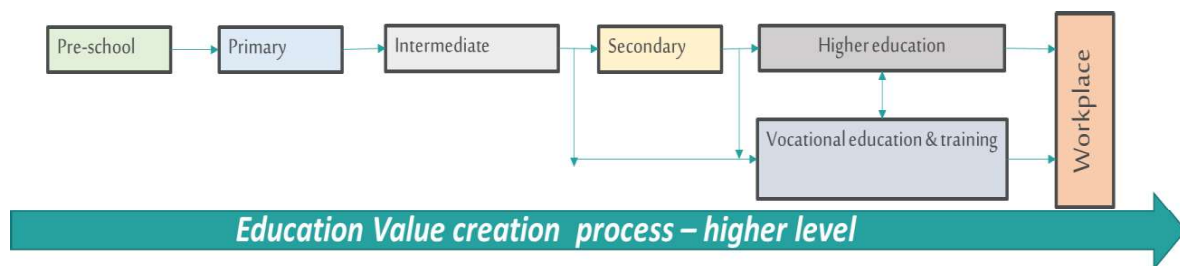 Pre-school
Primary
Intermediate
Secondary
Higher education
Vocational education & training
Workplace
Education Value creation process – higher level